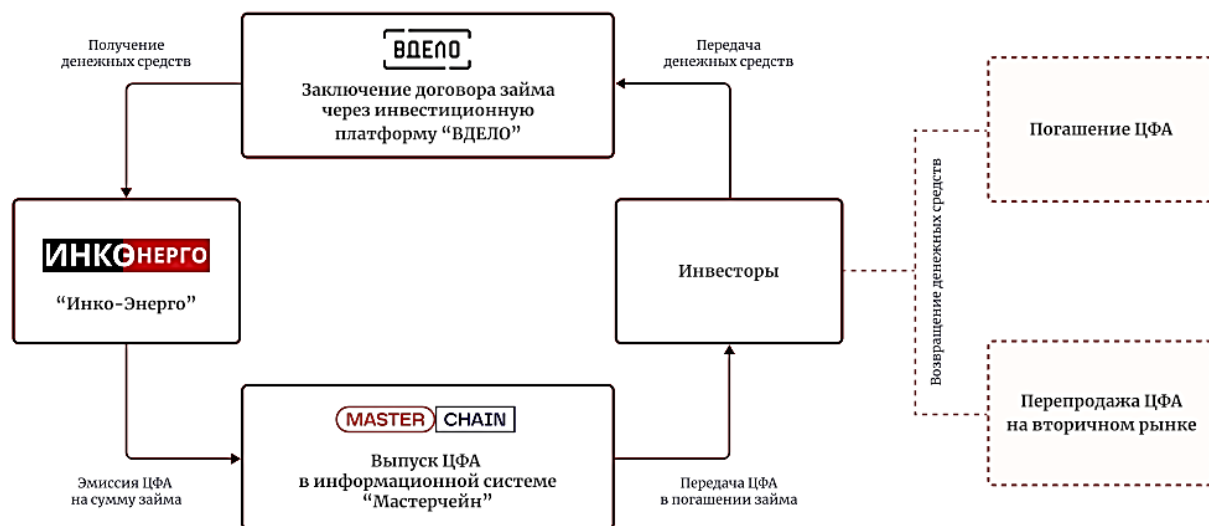 Получение
денежных средств
ВДЕЛО
Заключение договора займа
через инвестиционную
платформу “ВДЕЛО”
Передача
денежных средств
Погашение ЦФА
ИНКОЭНЕРГО
“Инко-Энерго”
Инвесторы
Возвращение денежных средств
MASTER CHAIN
Выпуск ЦФА
в информационной системе
“Мастерчейн”
Эмиссия ЦФА
на сумму займа
Передача ЦФА
в погашении займа
Перепродажа ЦФА
на вторичном рынке